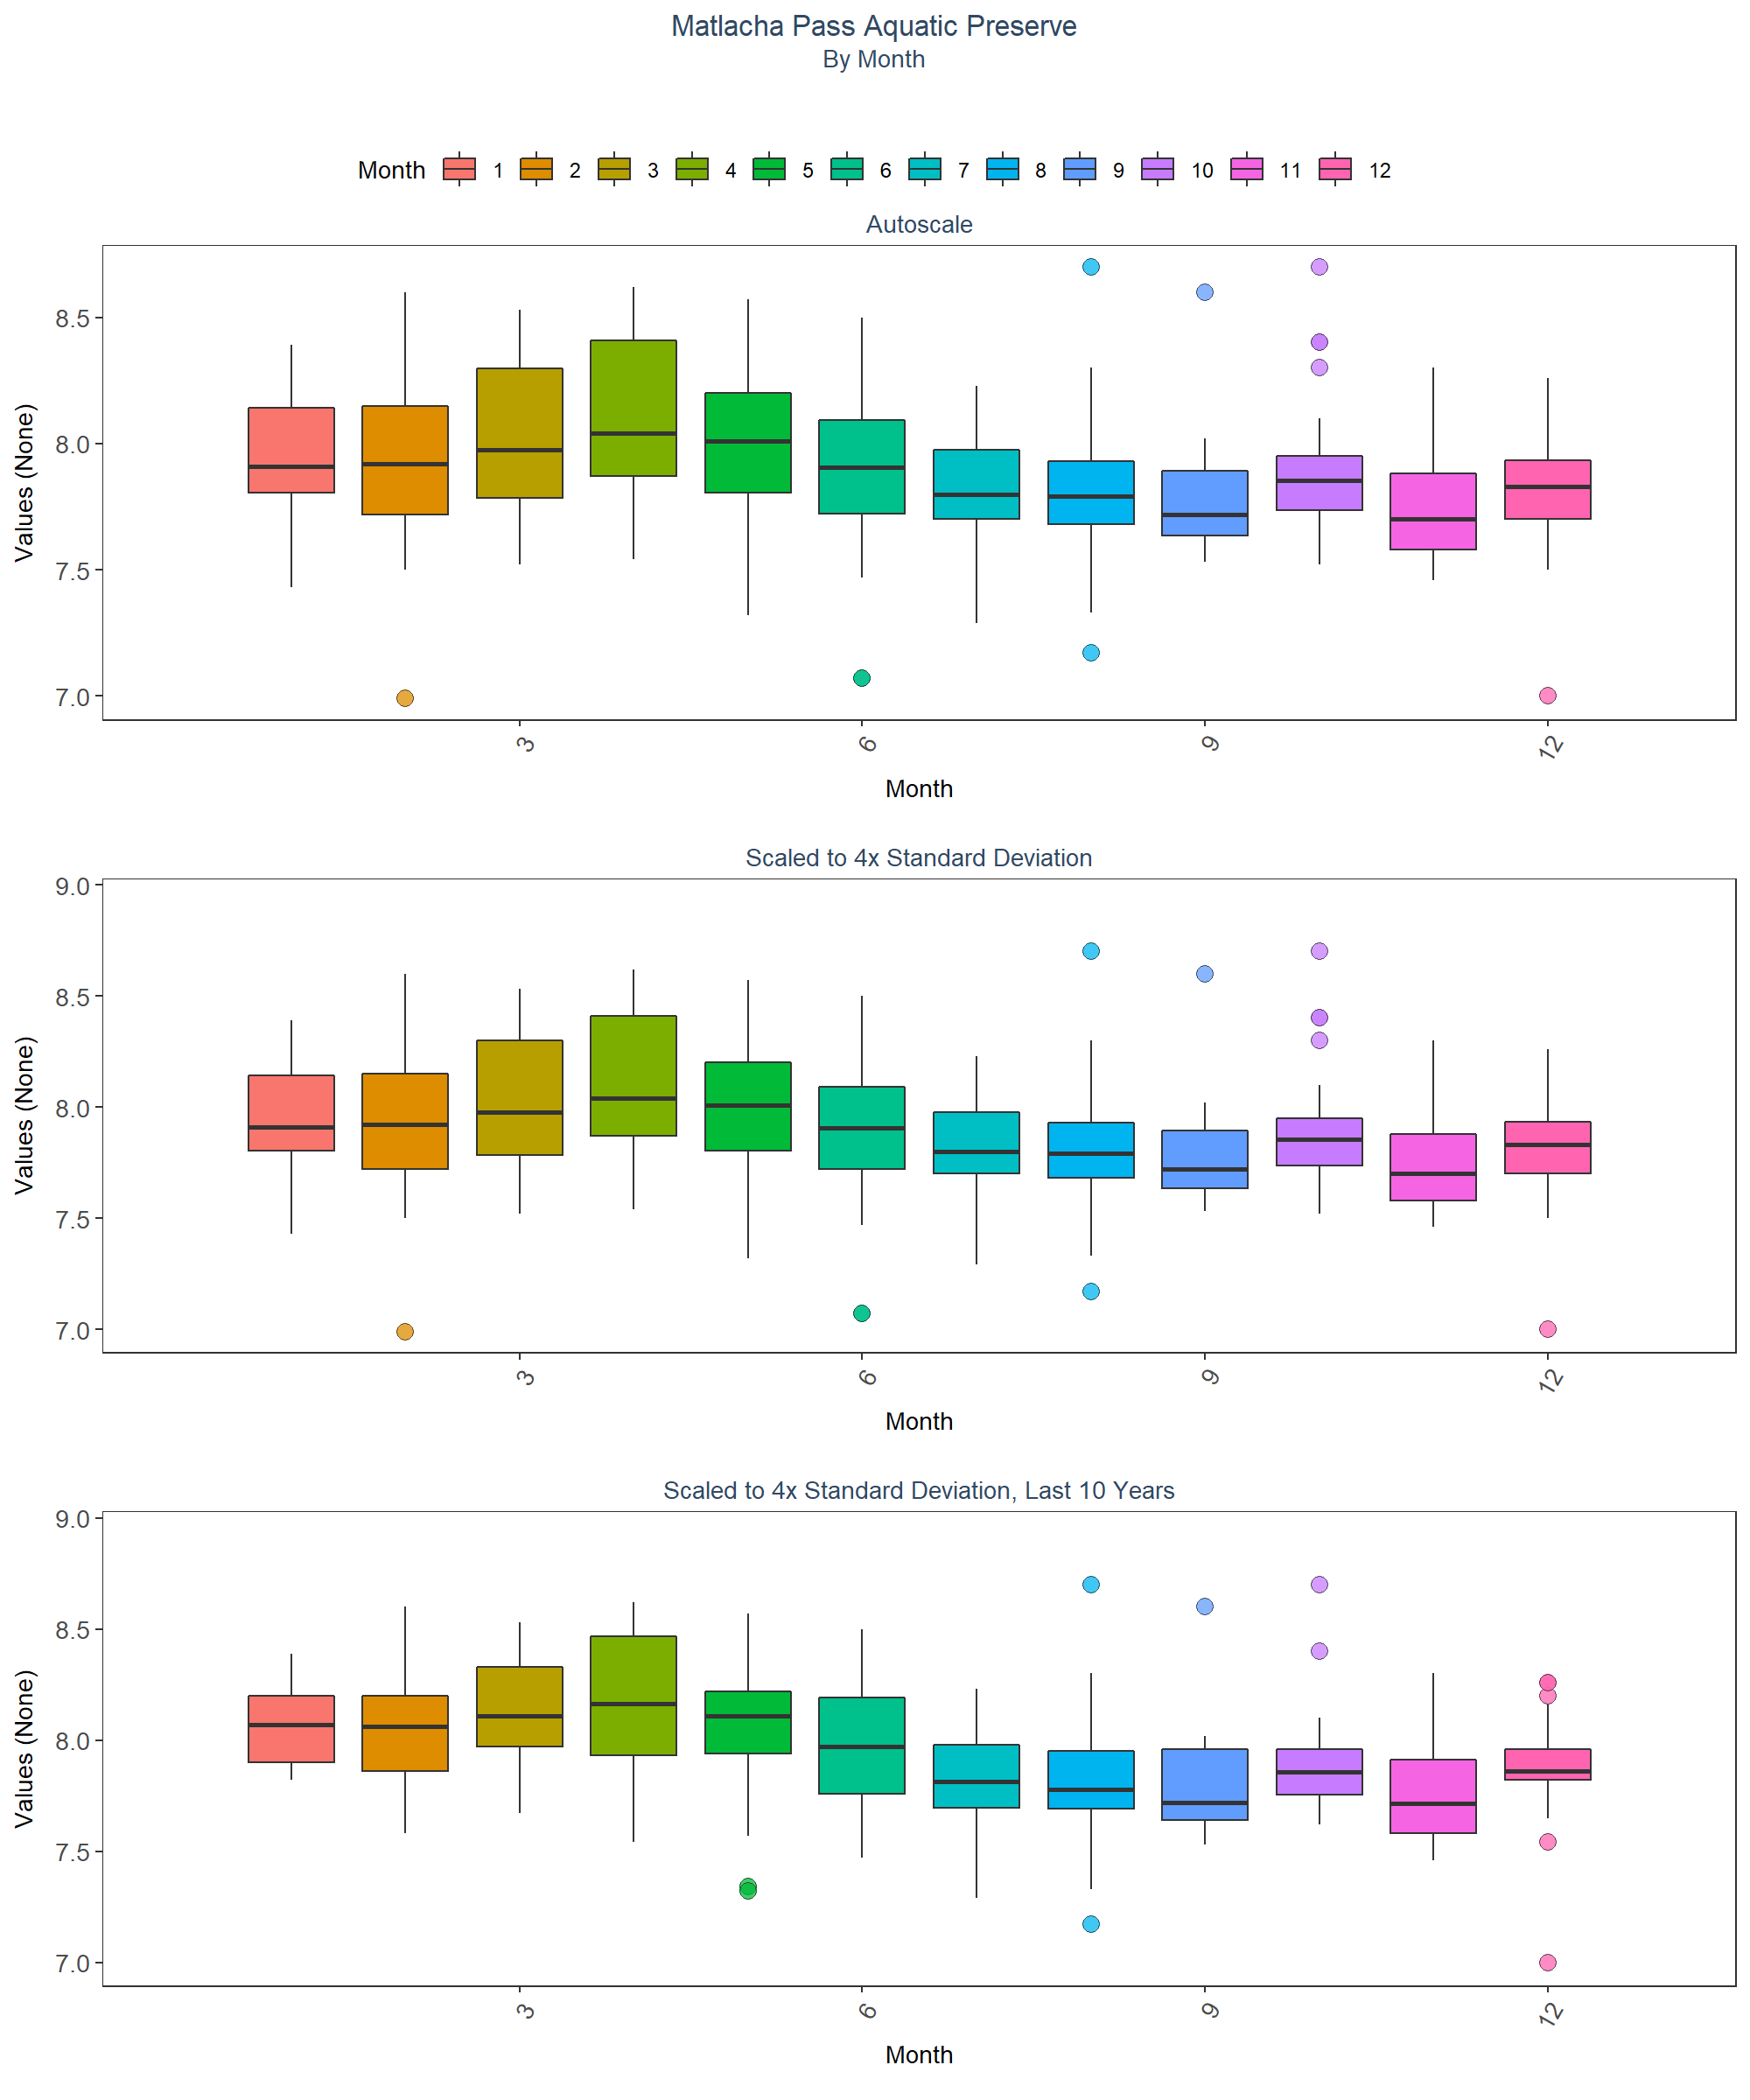 Matlacha Pass Aquatic Preserve
By Month
Month 1 2 3 4 5 6 7 8 9 10 11 12
Autoscale
Values (None)
8.5
8.0
7.5
7.0
3 6 9 12
Month
Scaled to 4x Standard Deviation
Values (None)
9.0
8.5
8.0
7.5
7.0
3 6 9 12
Month
Scaled to 4x Standard Deviation, Last 10 Years
Values (None)
9.0
8.5
8.0
7.5
7.0
3 6 9 12
Month